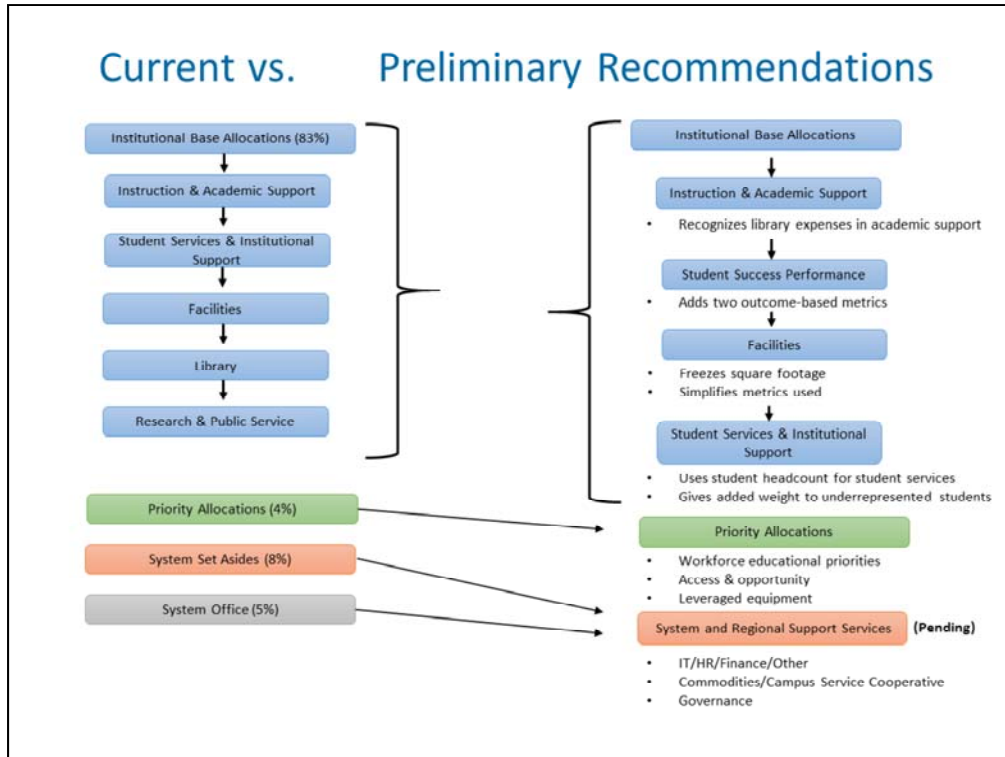 Current vs. Preliminary Recommendations
Institutional Base Allocations (83%)
Instruction & Academic Support
Student Services & Institutional
Support
Facilities
Library
Research & Public Service
Priority Allocations (4%)
System Set Asides (8%)
System Office (5%)
Institutional Base Allocations
Instruction & Academic Support
• Recognizes library expenses in academic support
Student Success Performance
• Adds two outcome-based metrics
Facilities
• Freezes square footage
• Simplifies metrics used
Student Services & Institutional
Support
• Uses student headcount for student services
• Gives added weight to underrepresented students
Priority Allocations
• Workforce educational priorities
• Access & opportunity
• Leveraged equipment
System and Regional Support Services (Pending)
• IT/HR/Finance/Other
• Commodities/Campus Service Cooperative
• Governance